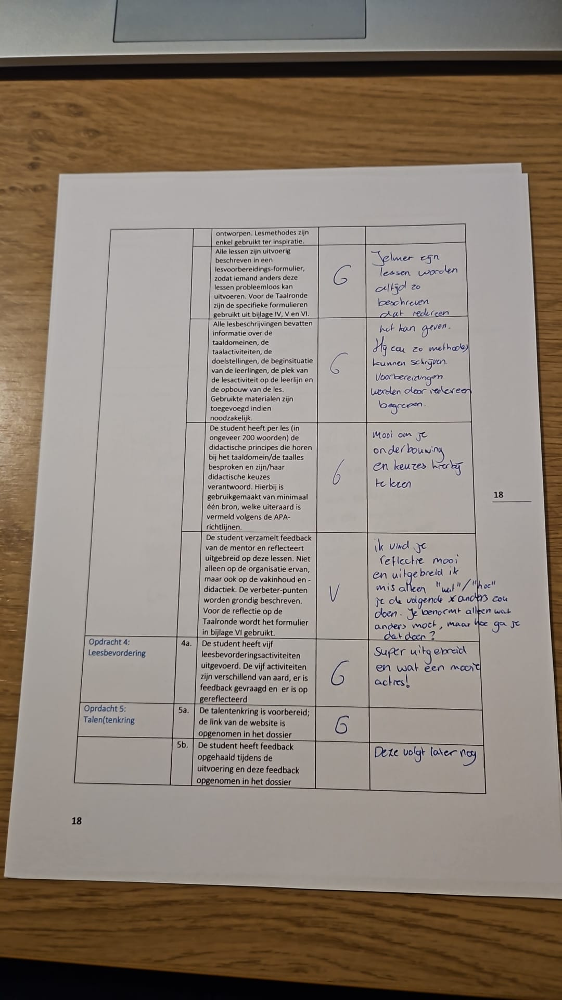 ontworpen. Lesmethodes zijn
enkel gebruikt ter inspiratie.
Alle lessen zijn uitvoerig
beschreven in een
lesvoorbereidings-formulier,
zodat iemand anders deze
lessen probleemloos kan
uitvoeren. Voor de Taalronde
zijn de specifieke formulieren
gebruikt uit bijlage IV, V en VI.
G
Jelmer zijn
lessen worden
altijd zo
beschreven
dat iedereen
het kan geven.
Alle lesbeschrijvingen bevatten
informatie over de
taaldomeinen, de
taalactiviteiten, de
doelstellingen, de beginsituatie
van de leerlingen, de plek van
de lesactiviteit op de leerlijn en
de opbouw van de les.
Gebruikte materialen zijn
toegevoegd indien
noodzakelijk.
G
Hij zou zo methodes
kunnen schrijven.
Voorbereidingen
worden door iedereen
begrepen.
De student heeft per les (in
ongeveer 200 woorden) de
didactische principes die horen
bij het taaldomein/de taalles
besproken en zijn/haar
didactische keuzes
verantwoord. Hierbij is
gebruikgemaakt van minimaal
één bron, welke uiteraard is
vermeld volgens de APA-
richtlijnen.
G
Mooi om je
onderbouwing
en keuzes hierbij
te lezen
18
De student verzamelt feedback
van de mentor en reflecteert
uitgebreid op deze lessen. Niet
alleen op de organisatie ervan,
maar ook op de vakinhoud en -
didactiek. De verbeter-punten
worden grondig beschreven.
Voor de reflectie op de
Taalronde wordt het formulier
in bijlage VI gebruikt.
V
ik vind je
reflectie mooi
en uitgebreid ik
mis alleen "wat"/"hoe"
je de volgende x anders zou
doen. Je benoemt alleen wat
anders moet, maar hoe ga je
dat doen?
Opdracht 4:
Leesbevordering
4a.
De student heeft vijf
leesbevorderingsactiviteiten
uitgevoerd. De vijf activiteiten
zijn verschillend van aard, er is
feedback gevraagd en er is op
gereflecteerd
G
Super uitgebreid
en wat een mooie
acties!
Oprdacht 5:
Talen(tenkring
5a.
De talentenkring is voorbereid;
de link van de website is
opgenomen in het dossier
G
5b.
De student heeft feedback
opgehaald tijdens de
uitvoering en deze feedback
opgenomen in het dossier
Deze volgt later nog
18